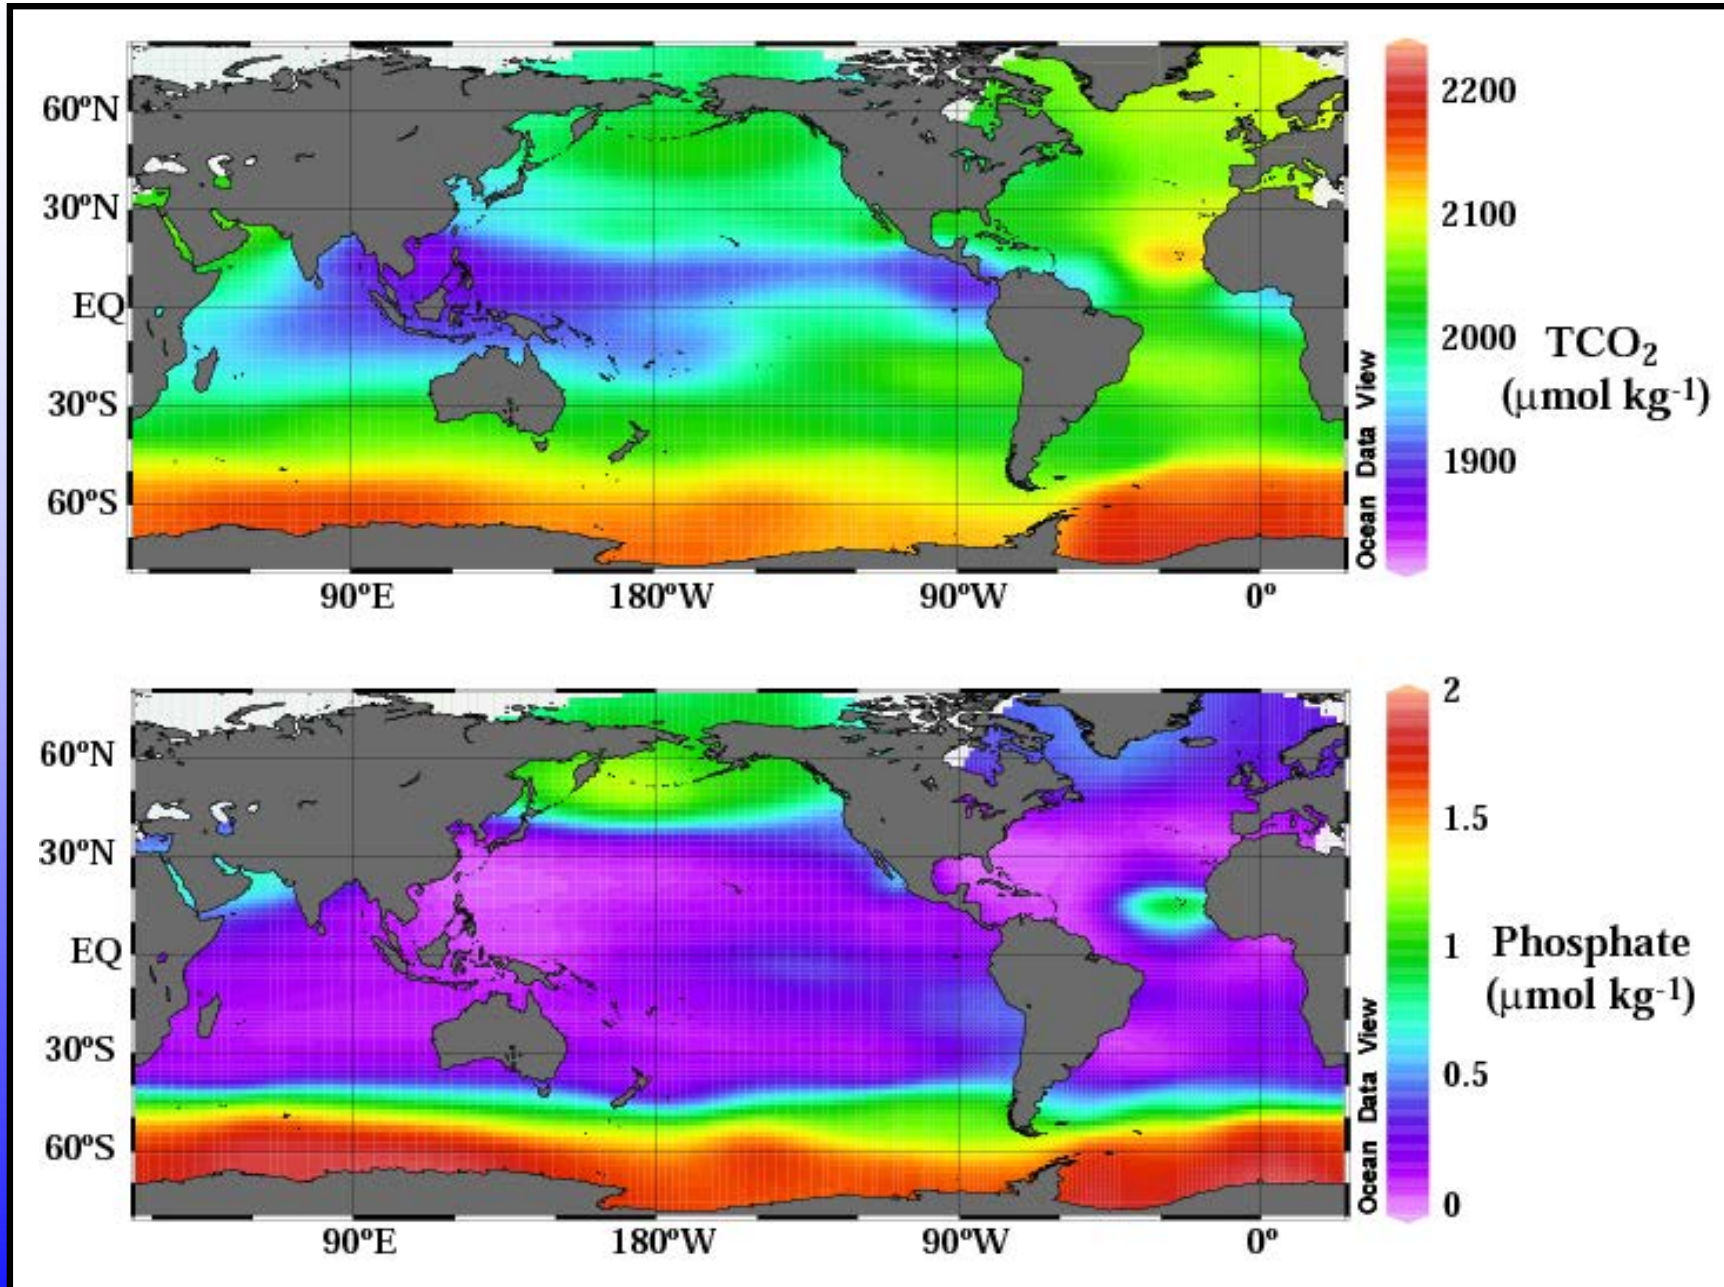 60ºN
30ºN
EQ
30ºS
60ºS
90ºE
180ºW
90ºW
0º
Ocean Data View
2200
2100
2000
1900
TCO₂
(μmol kg⁻¹)
60ºN
30ºN
EQ
30ºS
60ºS
90ºE
180ºW
90ºW
0º
Ocean Data View
2
1.5
1
0.5
0
Phosphate
(μmol kg⁻¹)